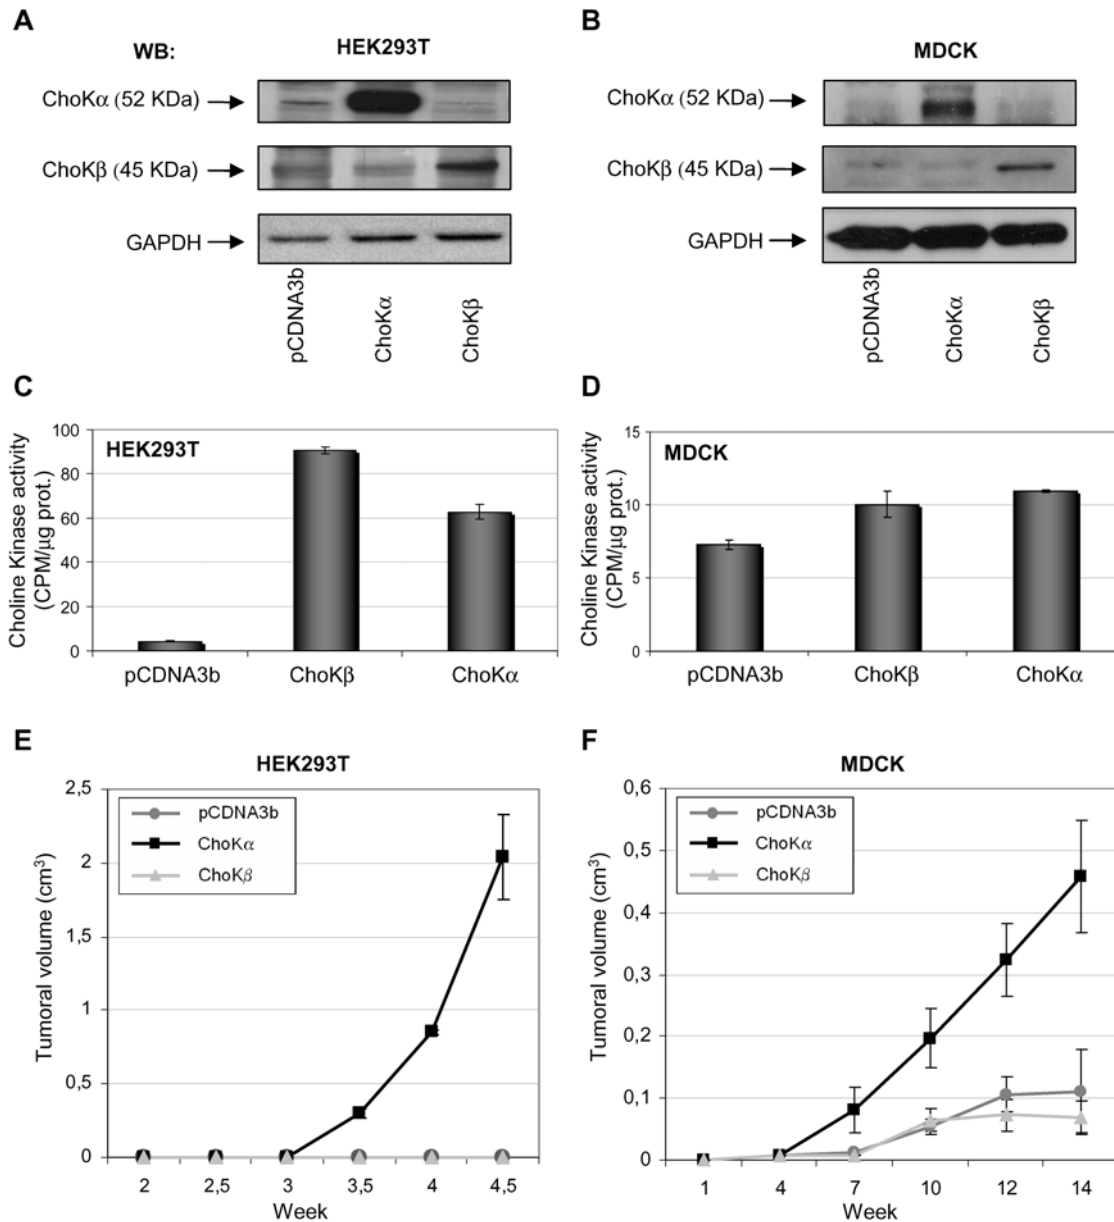 A
WB:
HEK293T
ChoKα (52 KDa)
ChoKβ (45 KDa)
GAPDH
pCDNA3b
ChoKα
ChoKβ
B
MDCK
ChoKα (52 KDa)
ChoKβ (45 KDa)
GAPDH
pCDNA3b
ChoKα
ChoKβ
C
HEK293T
Choline Kinase activity
(CPM/μg prot.)
100
80
60
40
20
0
pCDNA3b ChoKβ ChoKα
D
MDCK
Choline Kinase activity
(CPM/μg prot.)
15
10
5
0
pCDNA3b ChoKβ ChoKα
E
HEK293T
pCDNA3b
ChoKα
ChoKβ
Tumoral volume (cm³)
2,5
2
1,5
1
0,5
0
2 2,5 3 3,5 4 4,5
Week
F
MDCK
pCDNA3b
ChoKα
ChoKβ
Tumoral volume (cm³)
0,6
0,5
0,4
0,3
0,2
0,1
0
1 4 7 10 12 14
Week